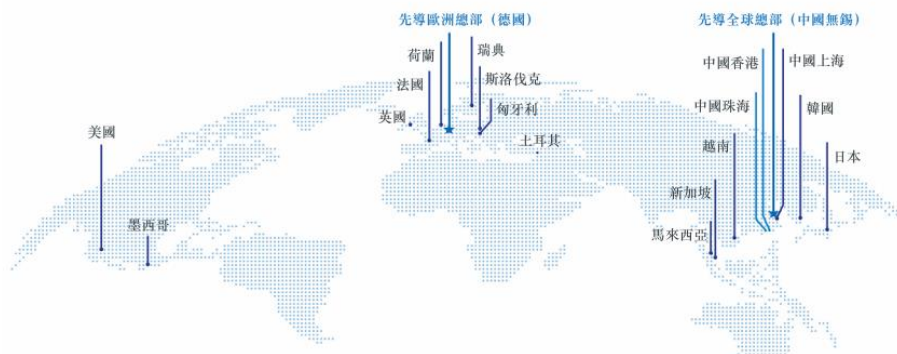 先導歐洲總部（德國）
先導全球總部（中國無錫）
荷蘭
瑞典
中國香港
中國上海
法國
斯洛伐克
英國
匈牙利
中國珠海
韓國
美國
土耳其
越南
日本
新加坡
墨西哥
馬來西亞